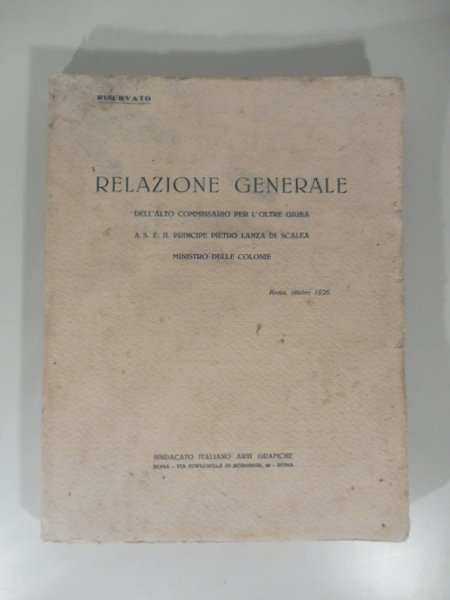 RISERVATO
RELAZIONE GENERALE
DELL'ALTO COMMISSARIO PER L'OLTRE GIUBA
A S. E. IL PRINCIPE PIETRO LANZA DI SCALEA
MINISTRO DELLE COLONIE
Roma, ottobre 1926
SINDACATO ITALIANO ARTI GRAFICHE
ROMA - VIA FONTANELLA DI BORGHESE, - ROMA